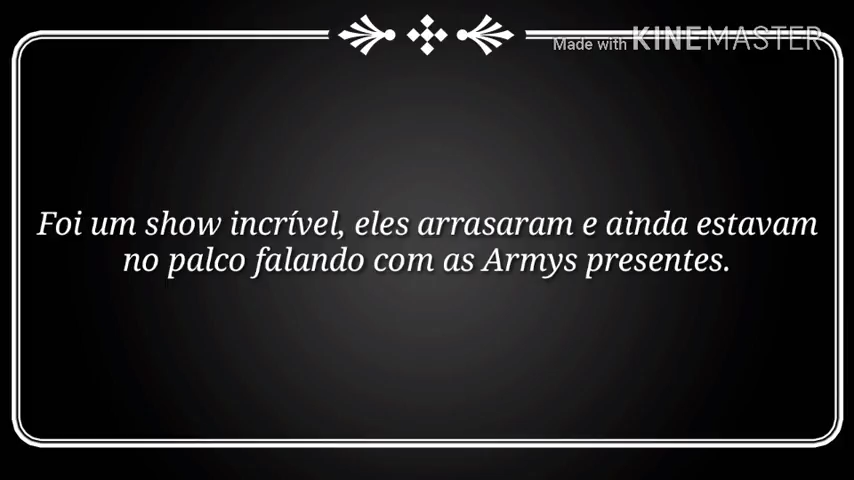 Made with KINEMASTER
Foi um show incrível, eles arrasaram e ainda estavam
no palco falando com as Armys presentes.